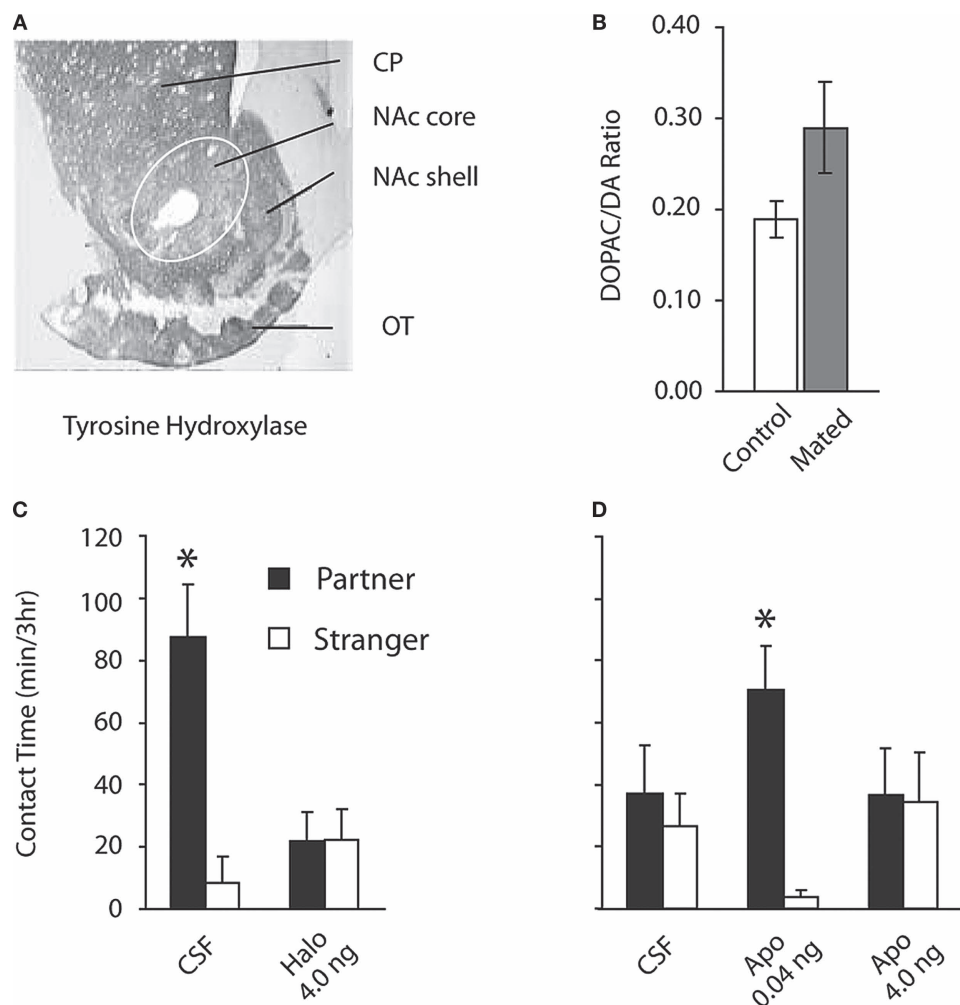 A
CP
NAc core
NAc shell
OT
Tyrosine Hydroxylase
B
DOPAC/DA Ratio
0.40
0.30
0.20
0.10
0.00
Control
Mated
C
Contact Time (min/3hr)
120
100
80
60
40
20
0
*
Partner
Stranger
CSF
Halo
4.0 ng
D
*
CSF
Apo
0.04 ng
Apo
4.0 ng